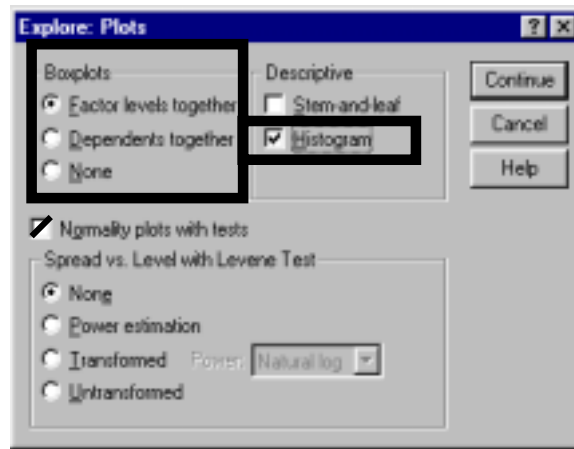 Explore: Plots
Boxplots
Factor levels together
Dependents together
None
Descriptive
Stem-and-leaf
Histogram
Continue
Cancel
Help
Normality plots with tests
Spread vs. Level with Levene Test
None
Power estimation
Transformed Power: Natural log
Untransformed